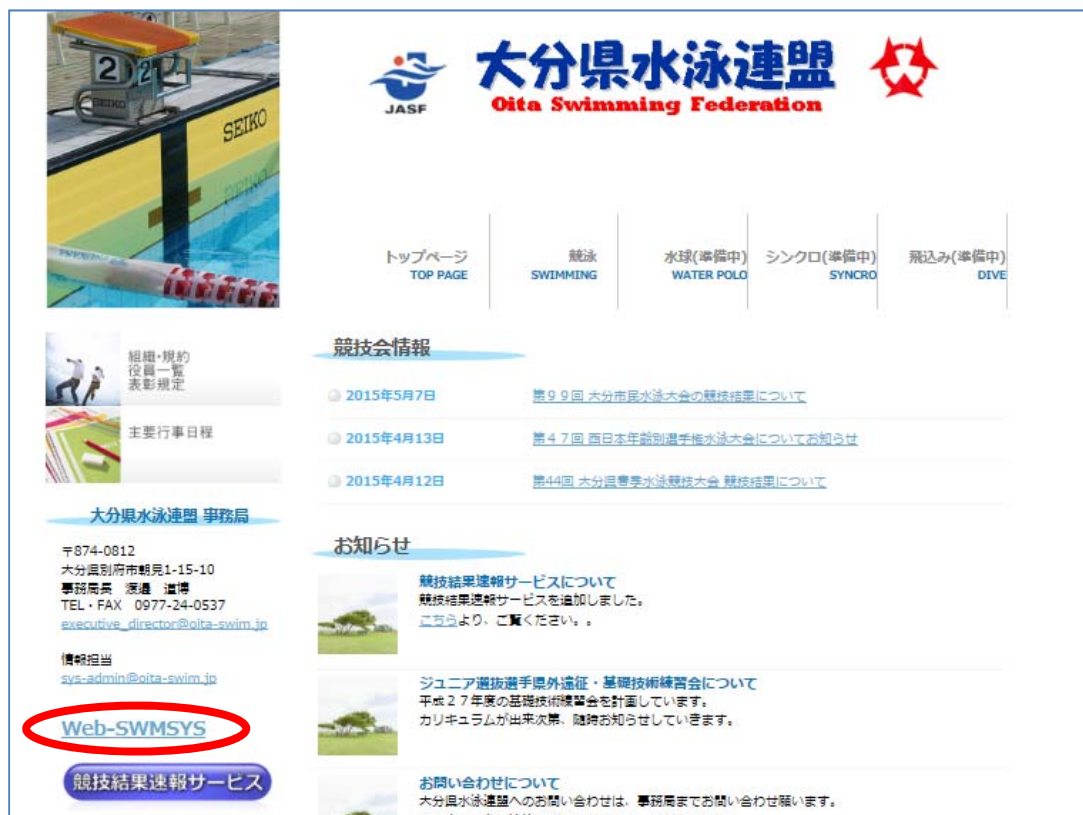 2
2
SEIKO
SEIKO
JASF
大分県水泳連盟
Oita Swimming Federation
トップページ
TOP PAGE
競泳
SWIMMING
水球(準備中)
WATER POLO
シンクロ(準備中)
SYNCRO
飛込み(準備中)
DIVE
組織・規約
役員一覧
表彰規定
主要行事日程
大分県水泳連盟 事務局
〒874-0812
大分県別府市朝見1-15-10
事務局長 渡邉 道博
TEL・FAX 0977-24-0537
executive_director@oita-swim.jp
情報担当
sys-admin@oita-swim.jp
Web-SWMSYS
競技結果速報サービス
競技会情報
2015年5月7日 第99回 大分市民水泳大会の競技結果について
2015年4月13日 第47回 西日本年齢別選手権水泳大会についてお知らせ
2015年4月12日 第44回 大分県春季水泳競技大会 競技結果について
お知らせ
競技結果速報サービスについて
競技結果速報サービスを追加しました。
こちらより、ご覧ください。。
ジュニア選抜選手県外遠征・基礎技術練習会について
平成27年度の基礎技術練習会を計画しています。
カリキュラムが出来次第、随時お知らせしていきます。
お問い合わせについて
大分県水泳連盟へのお問い合わせは、事務局までお問い合わせ願います。